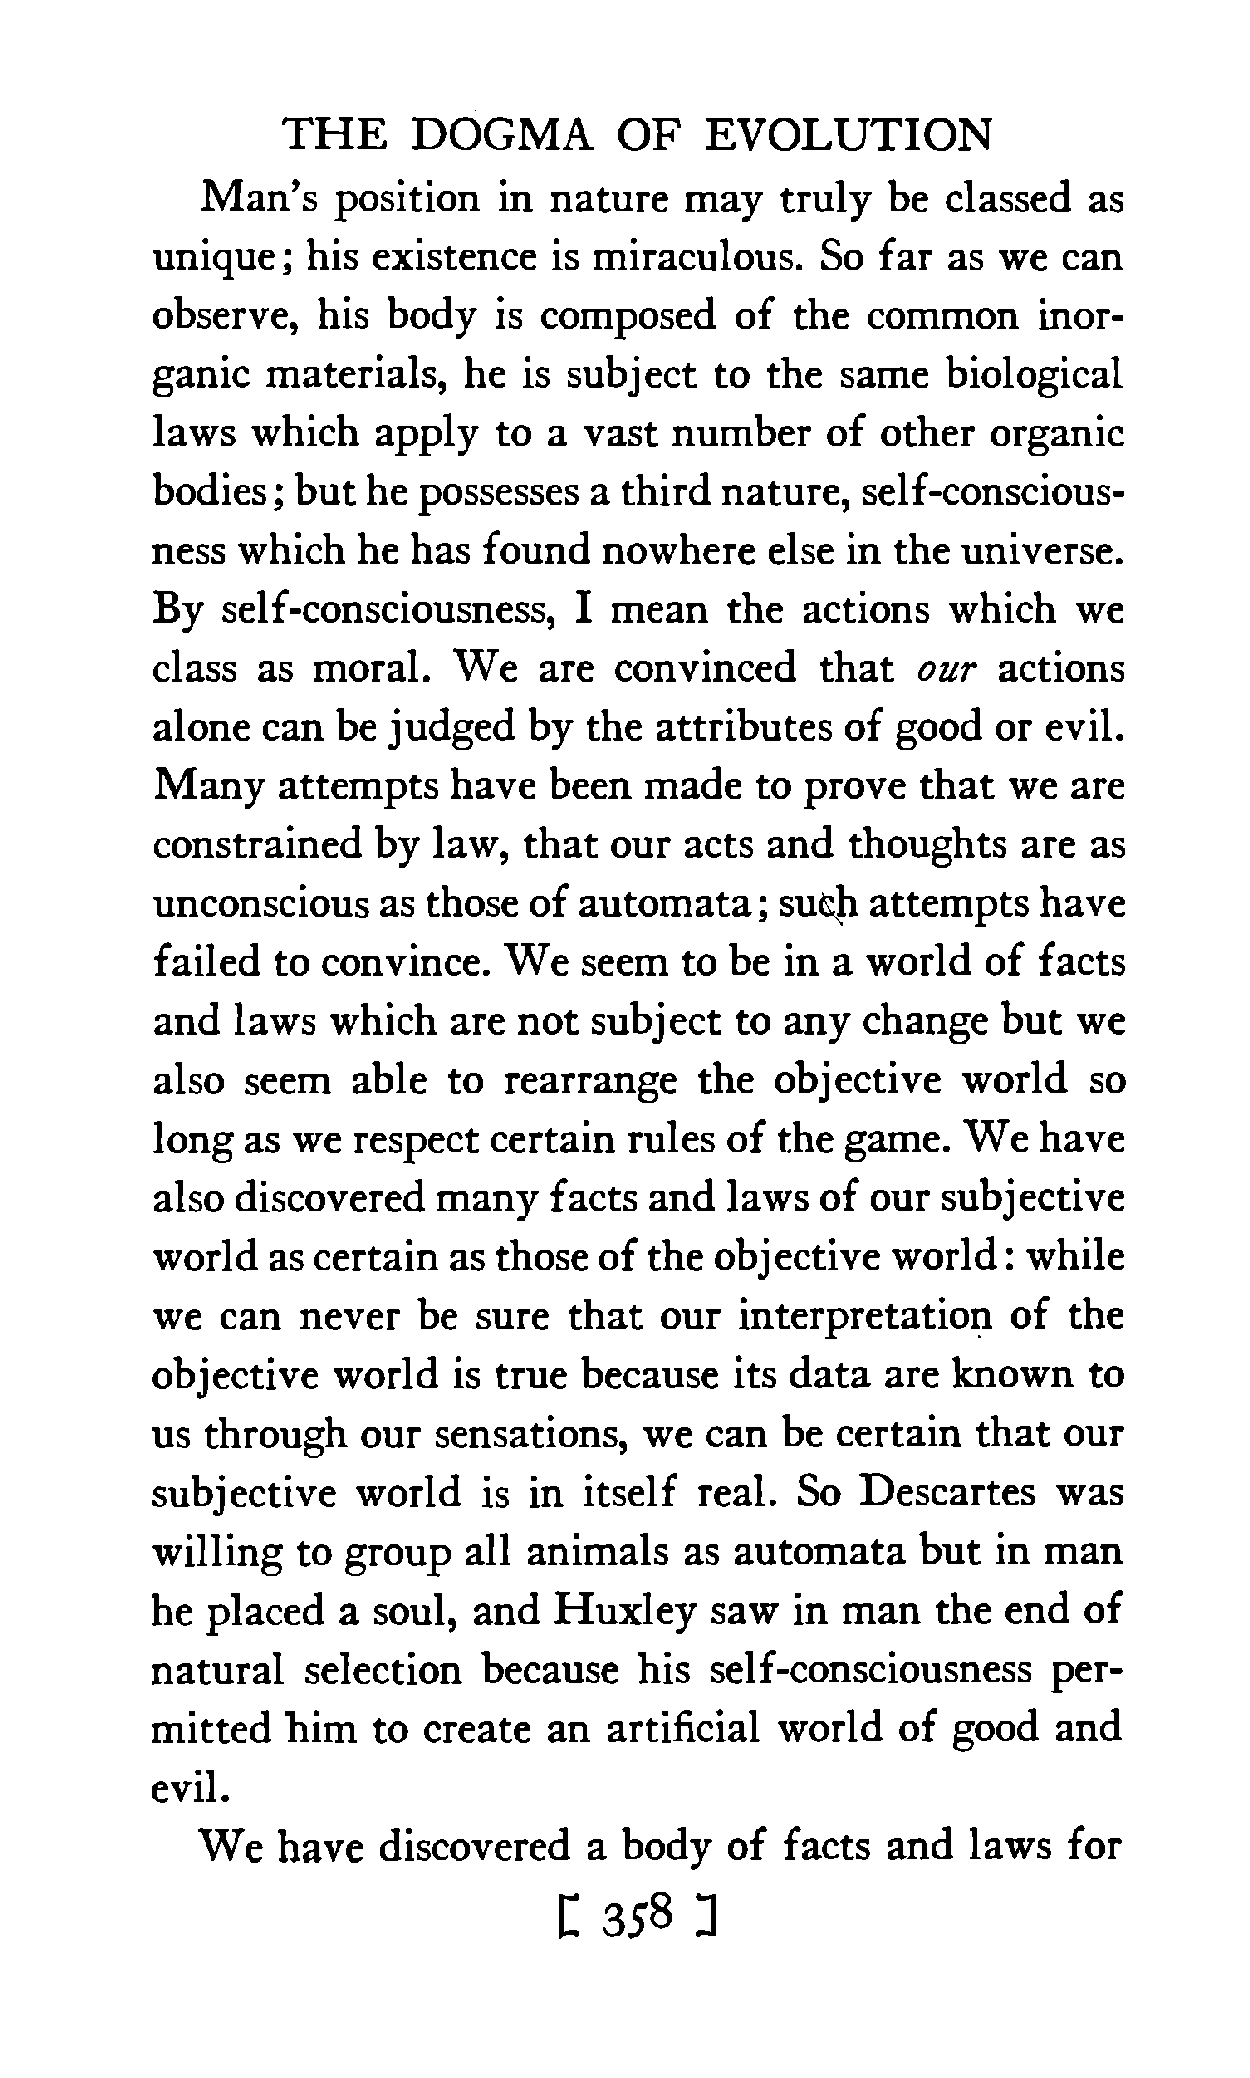 THE DOGMA OF EVOLUTION
Man's position in nature may truly be classed as
unique; his existence is miraculous. So far as we can
observe, his body is composed of the common inor-
ganic materials, he is subject to the same biological
laws which apply to a vast number of other organic
bodies; but he possesses a third nature, self-conscious-
ness which he has found nowhere else in the universe.
By self-consciousness, I mean the actions which we
class as moral. We are convinced that our actions
alone can be judged by the attributes of good or evil.
Many attempts have been made to prove that we are
constrained by law, that our acts and thoughts are as
unconscious as those of automata; such attempts have
failed to convince. We seem to be in a world of facts
and laws which are not subject to any change but we
also seem able to rearrange the objective world so
long as we respect certain rules of the game. We have
also discovered many facts and laws of our subjective
world as certain as those of the objective world: while
we can never be sure that our interpretation of the
objective world is true because its data are known to
us through our sensations, we can be certain that our
subjective world is in itself real. So Descartes was
willing to group all animals as automata but in man
he placed a soul, and Huxley saw in man the end of
natural selection because his self-consciousness per-
mitted him to create an artificial world of good and
evil.
We have discovered a body of facts and laws for
[ 358 ]